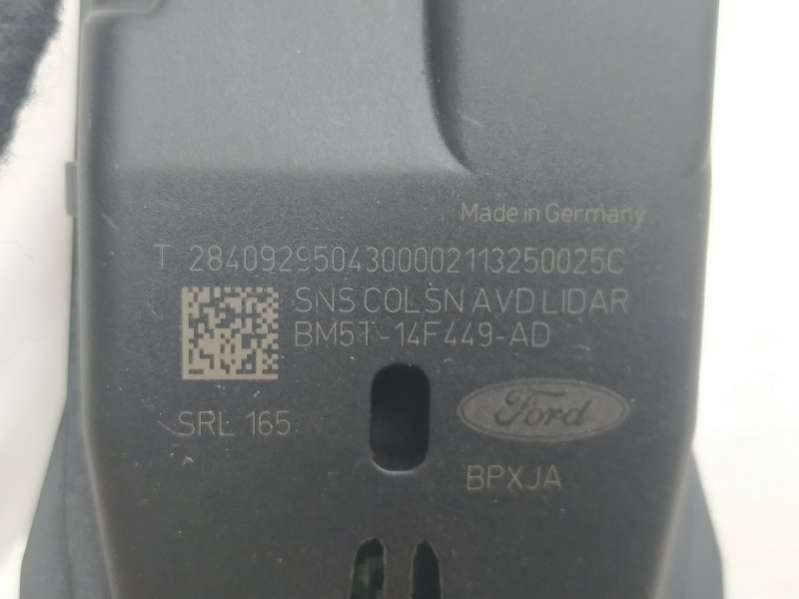 Made in Germany
T 2840929504300002113250025C
SNS COLSN AVD LIDAR
BM5T-14F449-AD
SRL 165
Ford
BPXJA